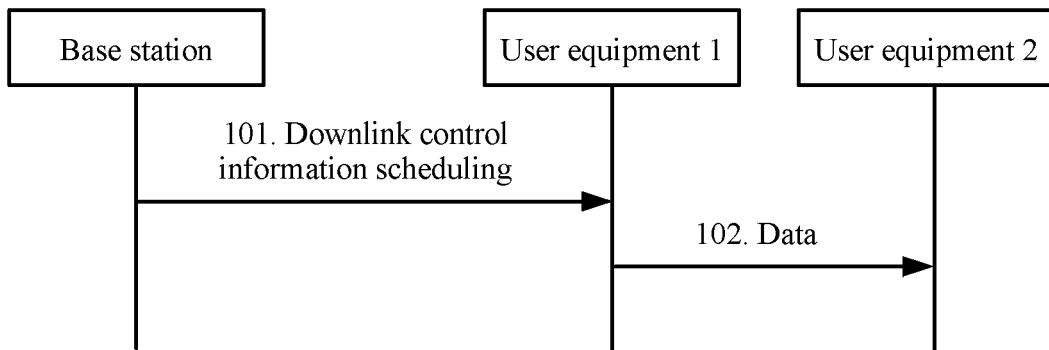 Base station
User equipment 1
User equipment 2
101. Downlink control
information scheduling
102. Data